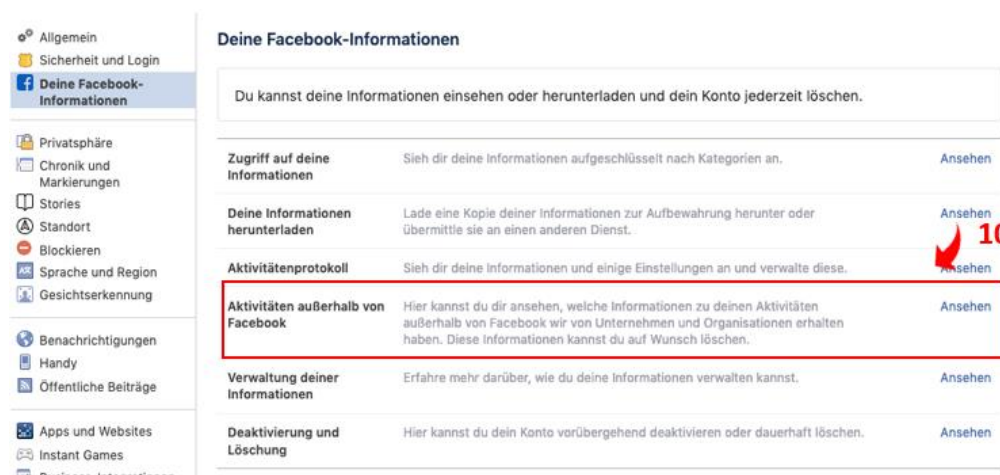 Allgemein
Sicherheit und Login
Deine Facebook-
Informationen
Privatsphäre
Chronik und
Markierungen
Stories
Standort
Blockieren
Sprache und Region
Gesichtserkennung
Benachrichtigungen
Handy
Öffentliche Beiträge
Apps und Websites
Instant Games
Deine Facebook-Informationen
Du kannst deine Informationen einsehen oder herunterladen und dein Konto jederzeit löschen.
Zugriff auf deine Sieh dir deine Informationen aufgeschlüsselt nach Kategorien an. Ansehen
Informationen
Deine Informationen Lade eine Kopie deiner Informationen zur Aufbewahrung herunter oder Ansehen
herunterladen übermittle sie an einen anderen Dienst.
10
Aktivitätenprotokoll Sieh dir deine Informationen und einige Einstellungen an und verwalte diese. Ansehen
Aktivitäten außerhalb von Hier kannst du dir ansehen, welche Informationen zu deinen Aktivitäten Ansehen
Facebook außerhalb von Facebook wir von Unternehmen und Organisationen erhalten
haben. Diese Informationen kannst du auf Wunsch löschen.
Verwaltung deiner Erfahre mehr darüber, wie du deine Informationen verwalten kannst. Ansehen
Informationen
Deaktivierung und Hier kannst du dein Konto vorübergehend deaktivieren oder dauerhaft löschen. Ansehen
Löschung